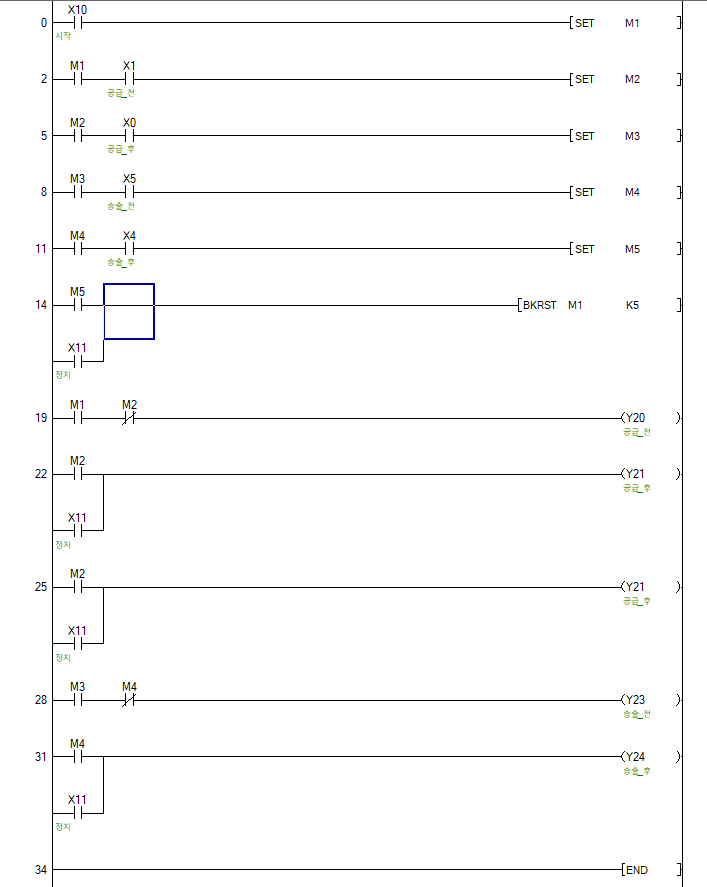 X10
0 SET M1
시작
M1 X1
2 SET M2
공급_전
M2 X0
5 SET M3
공급_후
M3 X5
8 SET M4
송출_전
M4 X4
11 SET M5
송출_후
M5
14 BKRST M1 K5
X11
정지
M1 M2
19 Y20
공급_전
M2
22 Y21
공급_후
X11
정지
M2
25 Y21
공급_후
X11
정지
M3 M4
28 Y23
송출_전
M4
31 Y24
송출_후
X11
정지
34 END